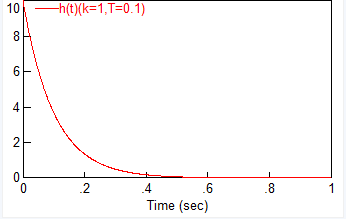 10
h(t)(k=1,T=0.1)
8
6
4
2
0
0 .2 .4 .6 .8 1
Time (sec)